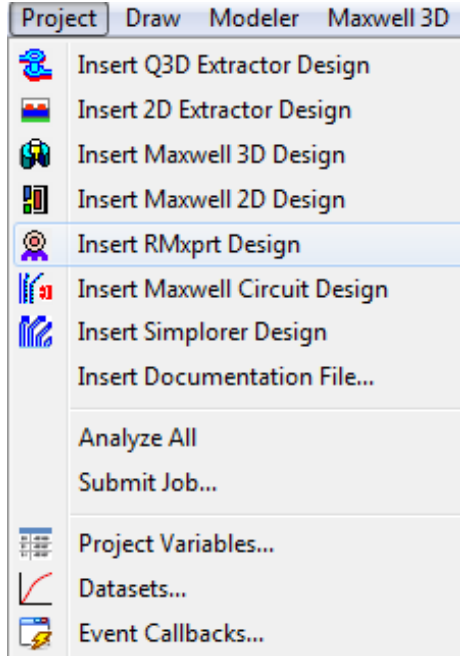 Project Draw Modeler Maxwell 3D
Insert Q3D Extractor Design
Insert 2D Extractor Design
Insert Maxwell 3D Design
Insert Maxwell 2D Design
Insert RMxprt Design
Insert Maxwell Circuit Design
Insert Simplorer Design
Insert Documentation File...
Analyze All
Submit Job...
Project Variables...
Datasets...
Event Callbacks...